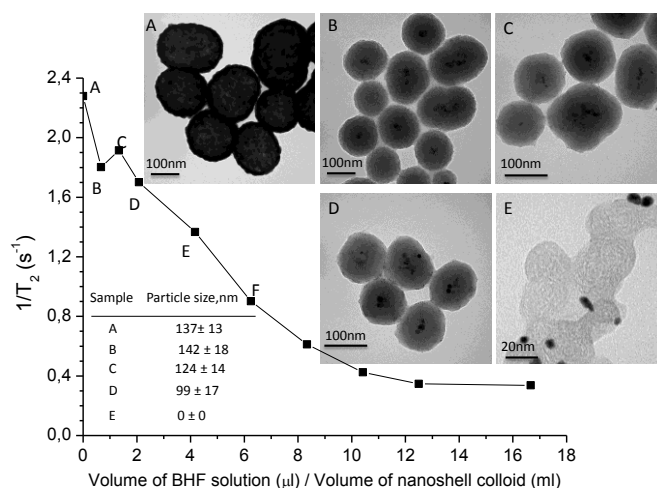 A
B
C
100nm
100nm
100nm
D
E
100nm
20nm
2,4
2,0
1,6
1,2
0,8
0,4
0,0
1/T₂ (s⁻¹)
A
B
C
D
E
F
Sample Particle size,nm
A 137± 13
B 142 ± 18
C 124 ± 14
D 99 ± 17
E 0 ± 0
0 2 4 6 8 10 12 14 16 18
Volume of BHF solution (µl) / Volume of nanoshell colloid (ml)